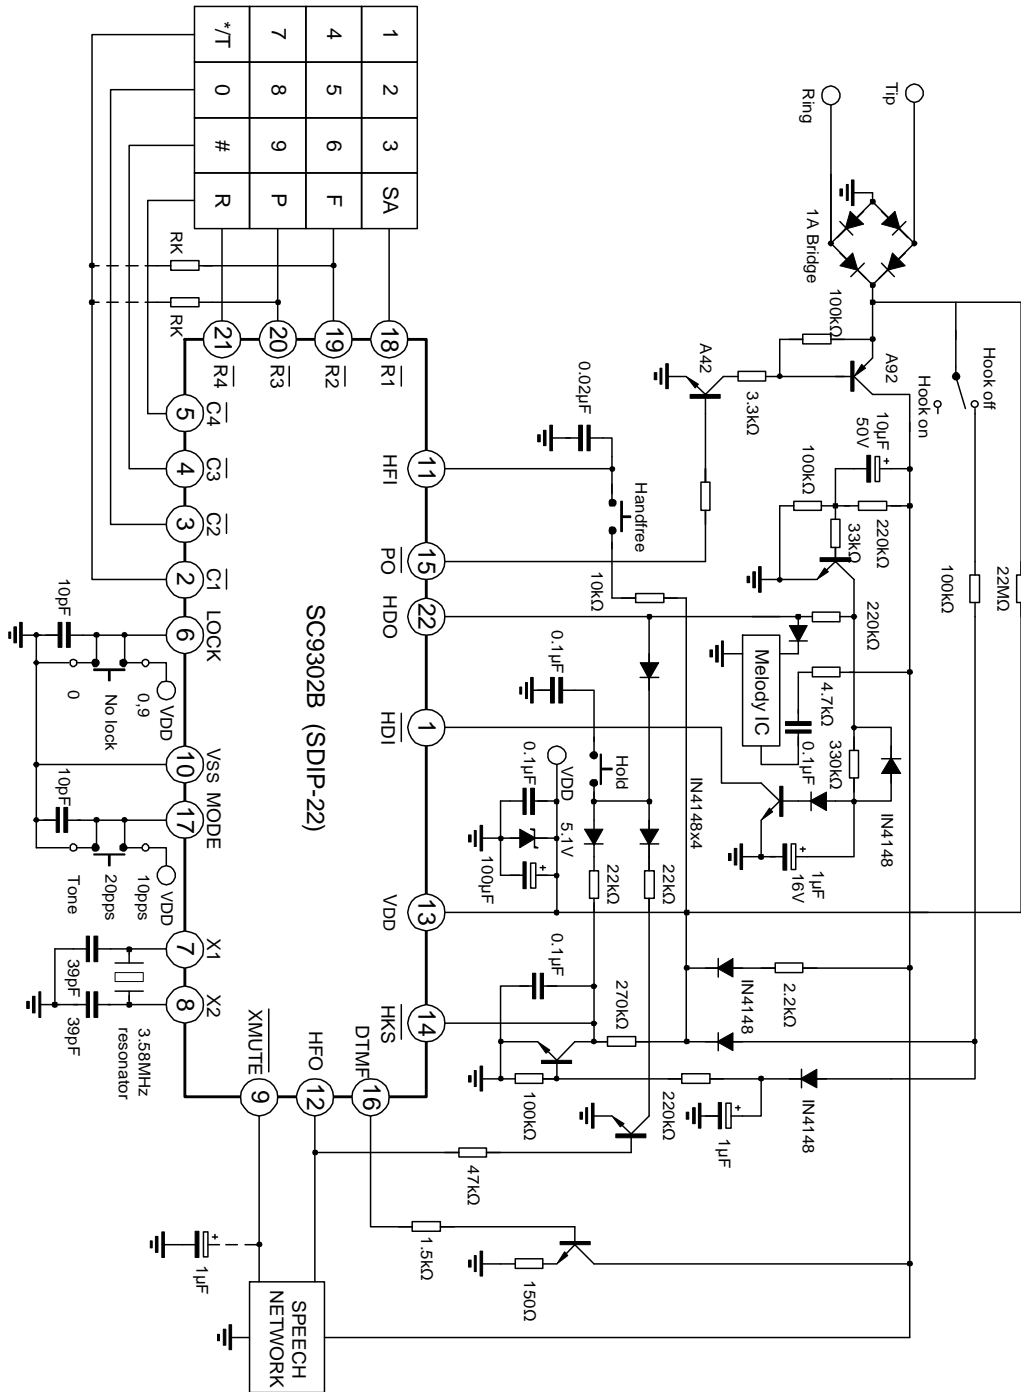 1 2 3 SA
4 5 6 F
7 8 9 P
*/T 0 # R
Tip
Ring
1A Bridge
100kΩ
A92
Hook off
Hook on
A42
3.3kΩ
10μF
50V
100kΩ
33kΩ
220kΩ
100kΩ
22MΩ
RK
RK
0.02μF
Handfree
10kΩ
220kΩ
Melody IC
4.7kΩ
0.1μF
330kΩ
IN4148
1μF
16V
0.1μF
Hold
IN4148x4
VDD
0.1μF
5.1V
100μF
22kΩ
22kΩ
0.1μF
270kΩ
2.2kΩ
IN4148
IN4148
100kΩ
220kΩ
1μF
47kΩ
1.5kΩ
150Ω
SPEECH
NETWORK
1μF
SC9302B (SDIP-22)
21 R4
20 R3
19 R2
18 R1
5 C4
4 C3
3 C2
2 C1
6 LOCK
10 VSS
17 MODE
7 X1
8 X2
11 HFI
15 PO
22 HDO
1 HDI
13 VDD
14 HKS
16 DTMF
12 HFO
9 XMUTE
10pF
0
No lock
0,9
VDD
10pF
Tone
20pps
10pps
VDD
39pF
39pF
3.58MHz
resonator